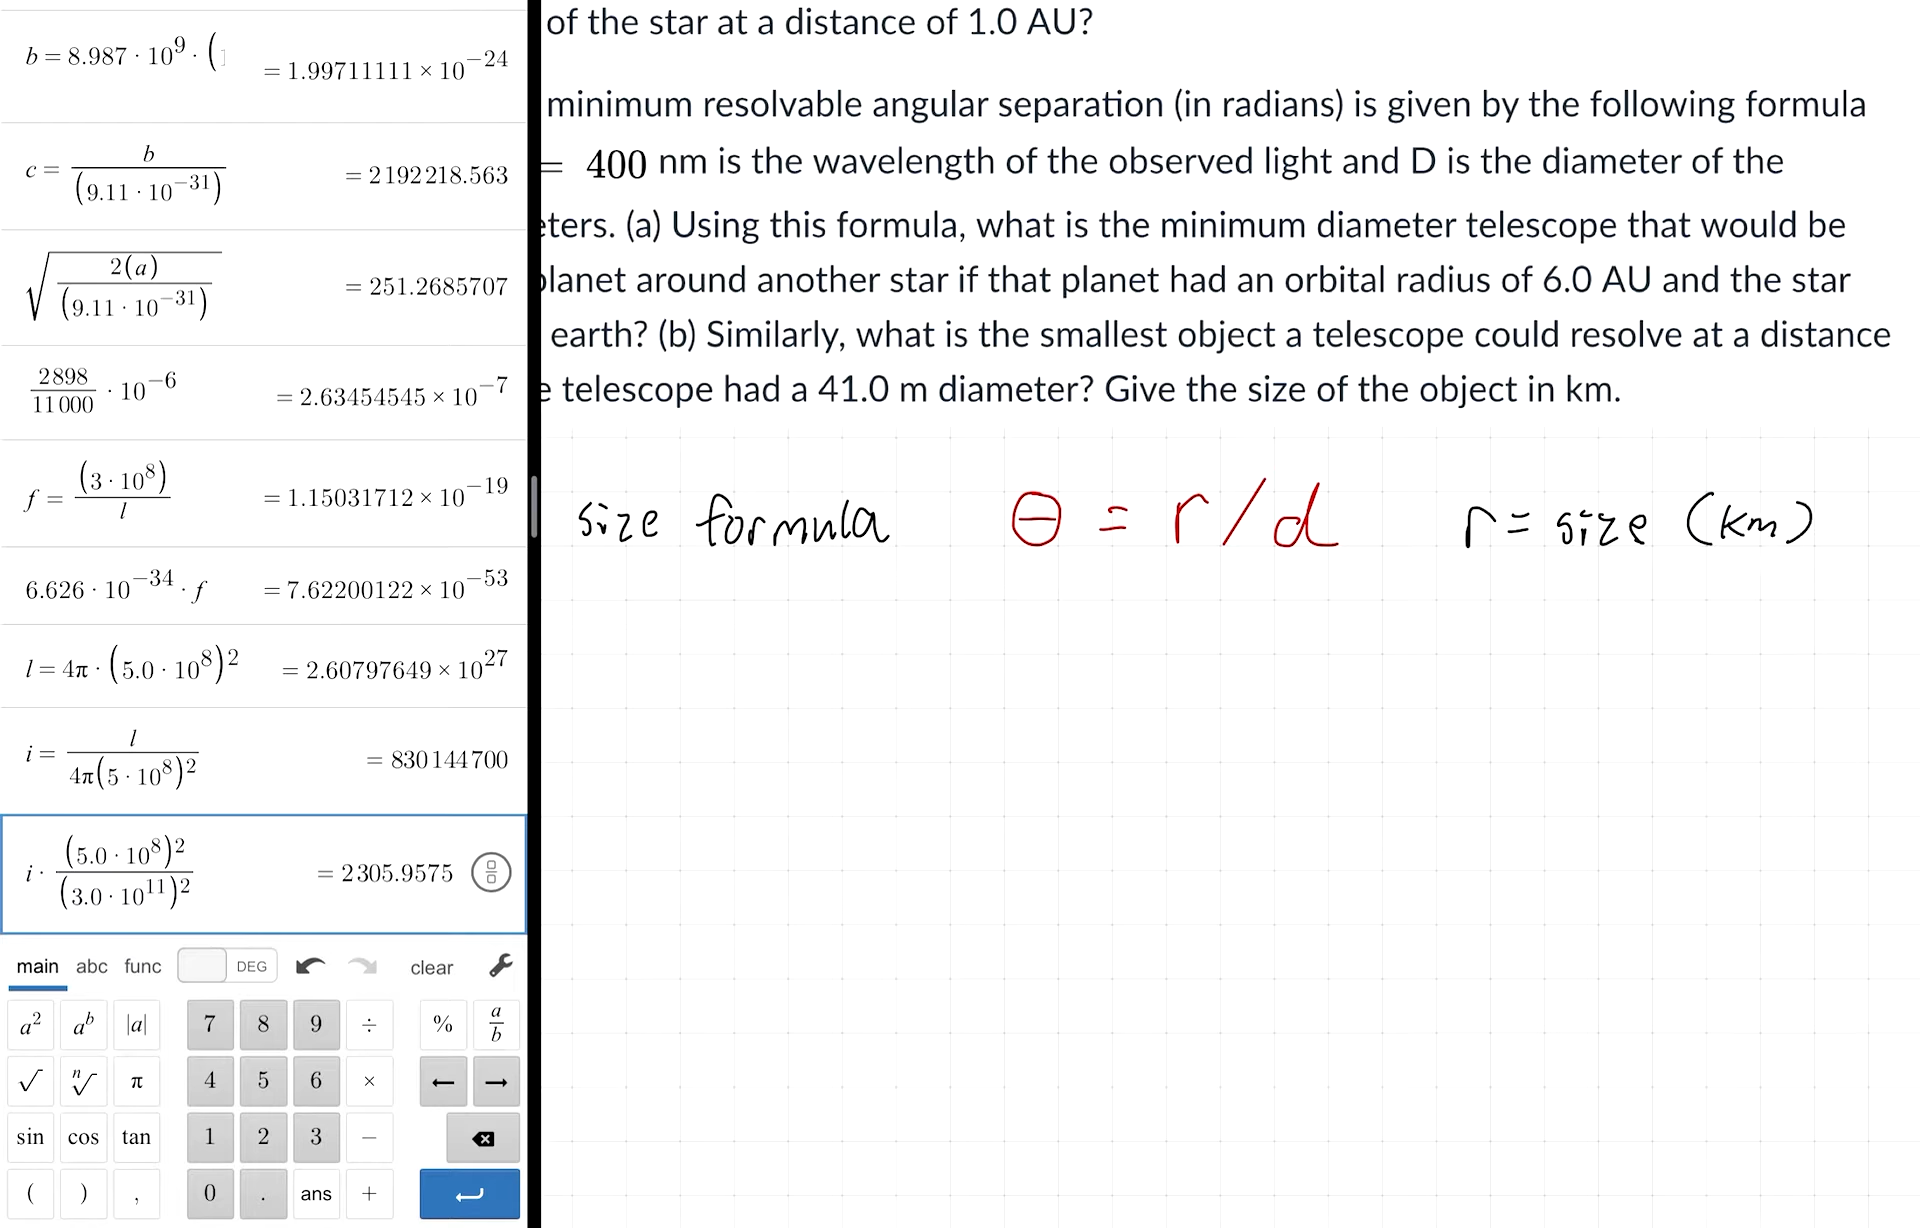 b = 8.987 · 10^9 · ( = 1.99711111 × 10^−24
c = b/(9.11 · 10^−31) = 2192218.563
√(2(a)/(9.11 · 10^−31)) = 251.2685707
2898/11000 · 10^−6 = 2.63454545 × 10^−7
f = (3 · 10^8)/l = 1.15031712 × 10^−19
6.626 · 10^−34 · f = 7.62200122 × 10^−53
l = 4π · (5.0 · 10^8)2 = 2.60797649 × 10^27
i = l/4π(5 · 10^8)2 = 830144700
i · (5.0 · 10^8)2/(3.0 · 10^11)2 = 2305.9575
main abc func DEG clear
a^2 a^b |a| 7 8 9 ÷ % a/b
√ n√ π 4 5 6 × ← →
sin cos tan 1 2 3 −
( ) , 0 . ans +
of the star at a distance of 1.0 AU?
minimum resolvable angular separation (in radians) is given by the following formula
= 400 nm is the wavelength of the observed light and D is the diameter of the
eters. (a) Using this formula, what is the minimum diameter telescope that would be
planet around another star if that planet had an orbital radius of 6.0 AU and the star
earth? (b) Similarly, what is the smallest object a telescope could resolve at a distance
e telescope had a 41.0 m diameter? Give the size of the object in km.
size formula θ = r/d r = size (km)